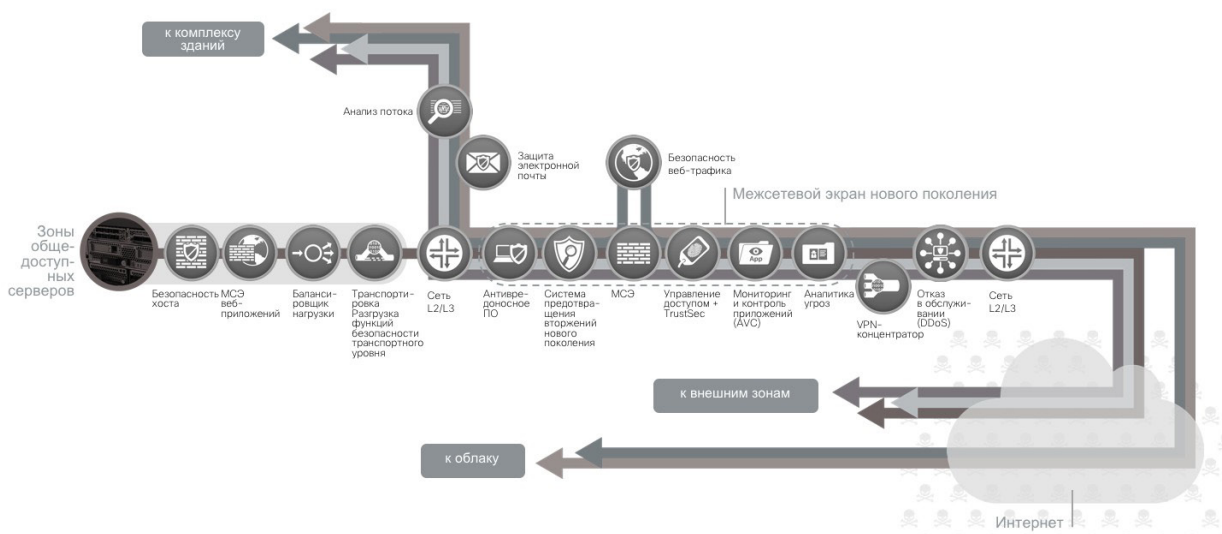 к комплексу
зданий
Анализ потока
Защита
электронной
почты
Безопасность
веб-трафика
Межсетевой экран нового поколения
Зоны
обще-
доступ-
ных
серверов
Безопасность
хоста
МСЭ
веб-
приложений
Баланси-
ровщик
нагрузки
Транспорти-
ровка
Разгрузка
функций
безопасности
транспортного
уровня
Сеть
L2/L3
Антивре-
доносное
ПО
Система
предотвра-
щения
вторжений
нового
поколения
МСЭ
Управление
доступом +
TrustSec
App
Мониторинг
и контроль
приложений
(AVC)
Аналитика
угроз
VPN-
концентратор
Отказ
в обслужи-
вании
(DDoS)
Сеть
L2/L3
к внешним зонам
к облаку
Интернет